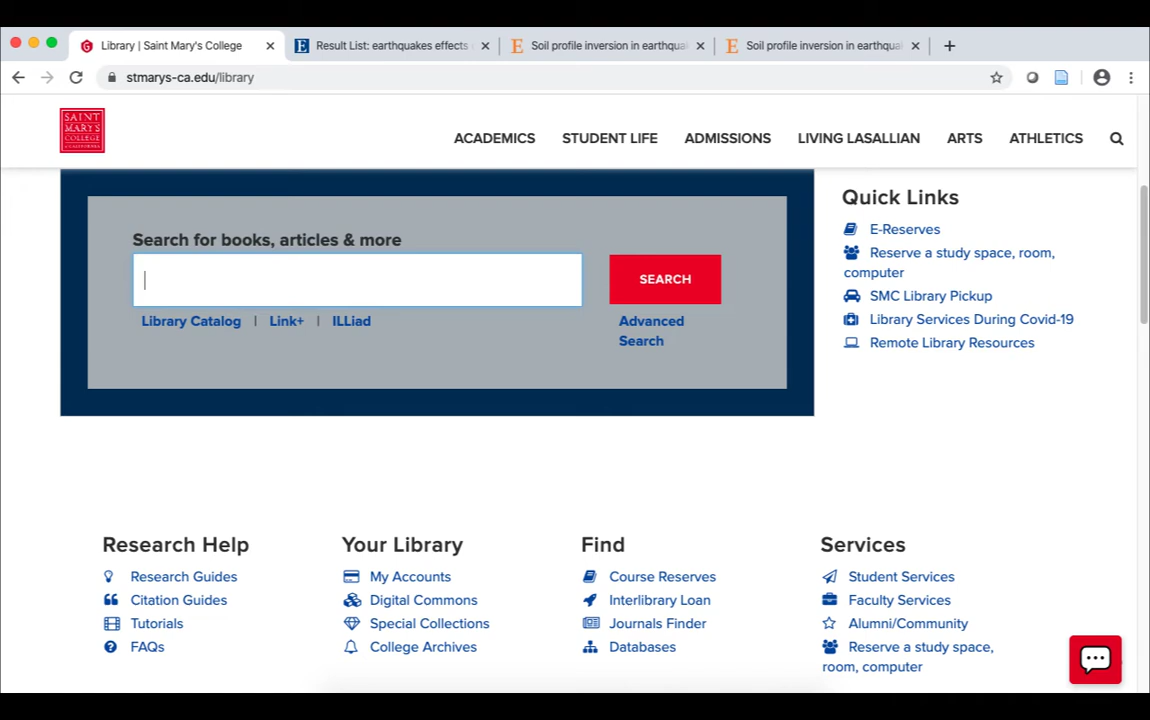 Library | Saint Mary's College
Result List: earthquakes effects
Soil profile inversion in earthqua
Soil profile inversion in earthqua
stmarys-ca.edu/library
SAINT
MARY'S
COLLEGE
ACADEMICS STUDENT LIFE ADMISSIONS LIVING LASALLIAN ARTS ATHLETICS
Search for books, articles & more
SEARCH
Library Catalog | Link+ | ILLiad
Advanced
Search
Quick Links
E-Reserves
Reserve a study space, room,
computer
SMC Library Pickup
Library Services During Covid-19
Remote Library Resources
Research Help
Research Guides
Citation Guides
Tutorials
FAQs
Your Library
My Accounts
Digital Commons
Special Collections
College Archives
Find
Course Reserves
Interlibrary Loan
Journals Finder
Databases
Services
Student Services
Faculty Services
Alumni/Community
Reserve a study space,
room, computer